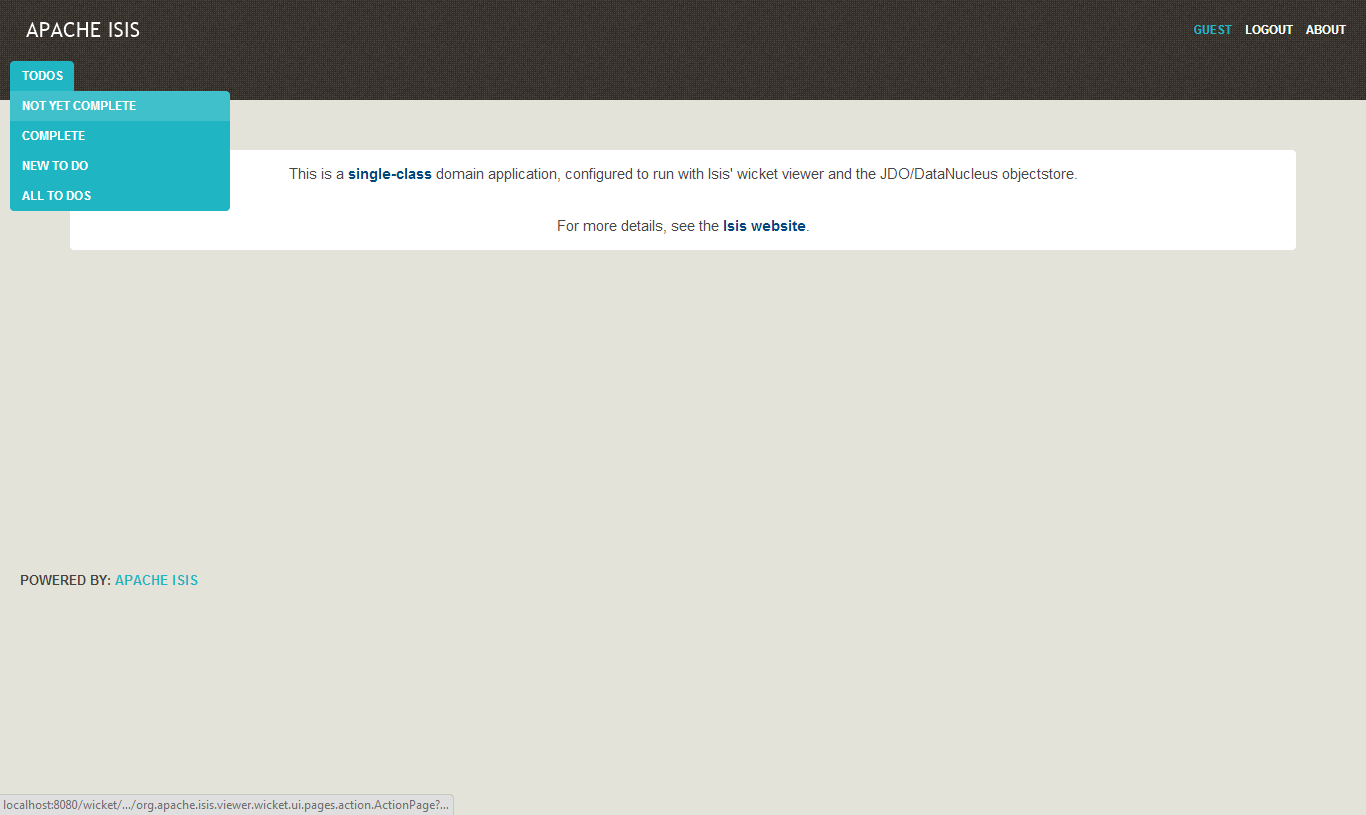 APACHE ISIS
GUEST LOGOUT ABOUT
TODOS
NOT YET COMPLETE
COMPLETE
NEW TO DO
ALL TO DOS
This is a single-class domain application, configured to run with Isis' wicket viewer and the JDO/DataNucleus objectstore.
For more details, see the Isis website.
POWERED BY: APACHE ISIS
localhost:8080/wicket/.../org.apache.isis.viewer.wicket.ui.pages.action.ActionPage?...